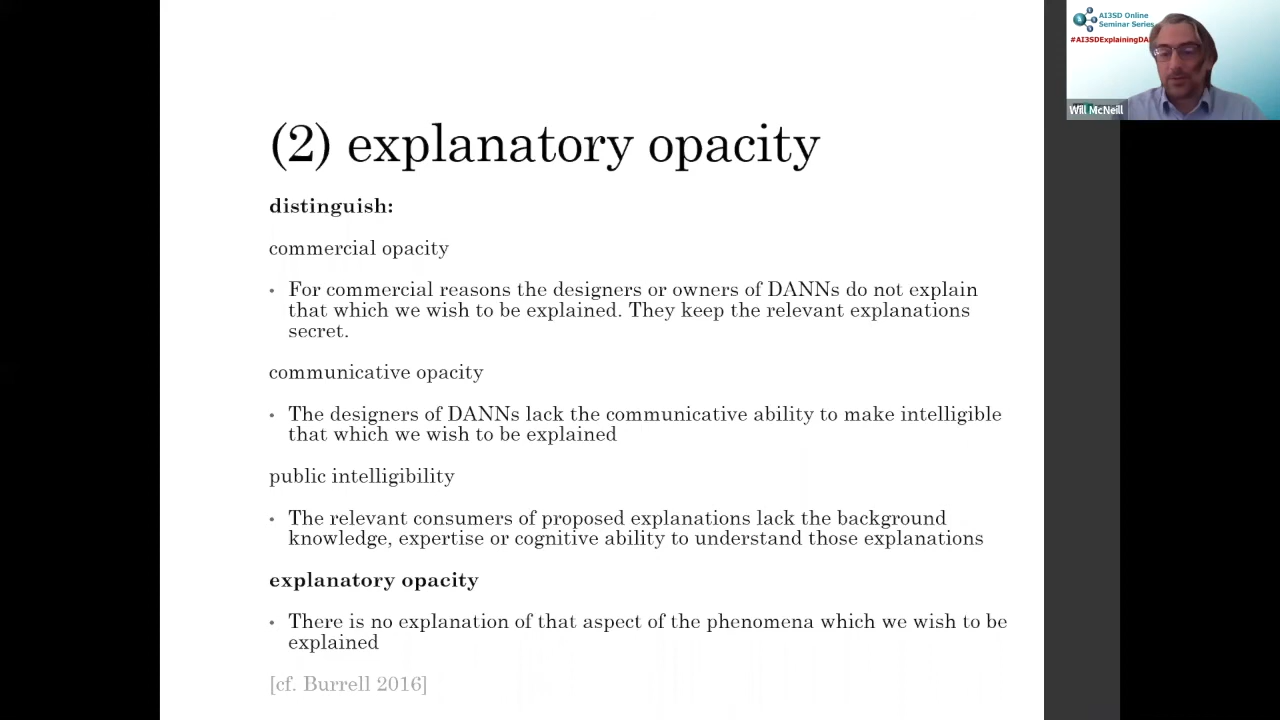 (2) explanatory opacity
distinguish:
commercial opacity
• For commercial reasons the designers or owners of DANNs do not explain
that which we wish to be explained. They keep the relevant explanations
secret.
communicative opacity
• The designers of DANNs lack the communicative ability to make intelligible
that which we wish to be explained
public intelligibility
• The relevant consumers of proposed explanations lack the background
knowledge, expertise or cognitive ability to understand those explanations
explanatory opacity
• There is no explanation of that aspect of the phenomena which we wish to be
explained
[cf. Burrell 2016]
AI3SD Online
Seminar Series
#AI3SDExplainingDA
Will McNeill